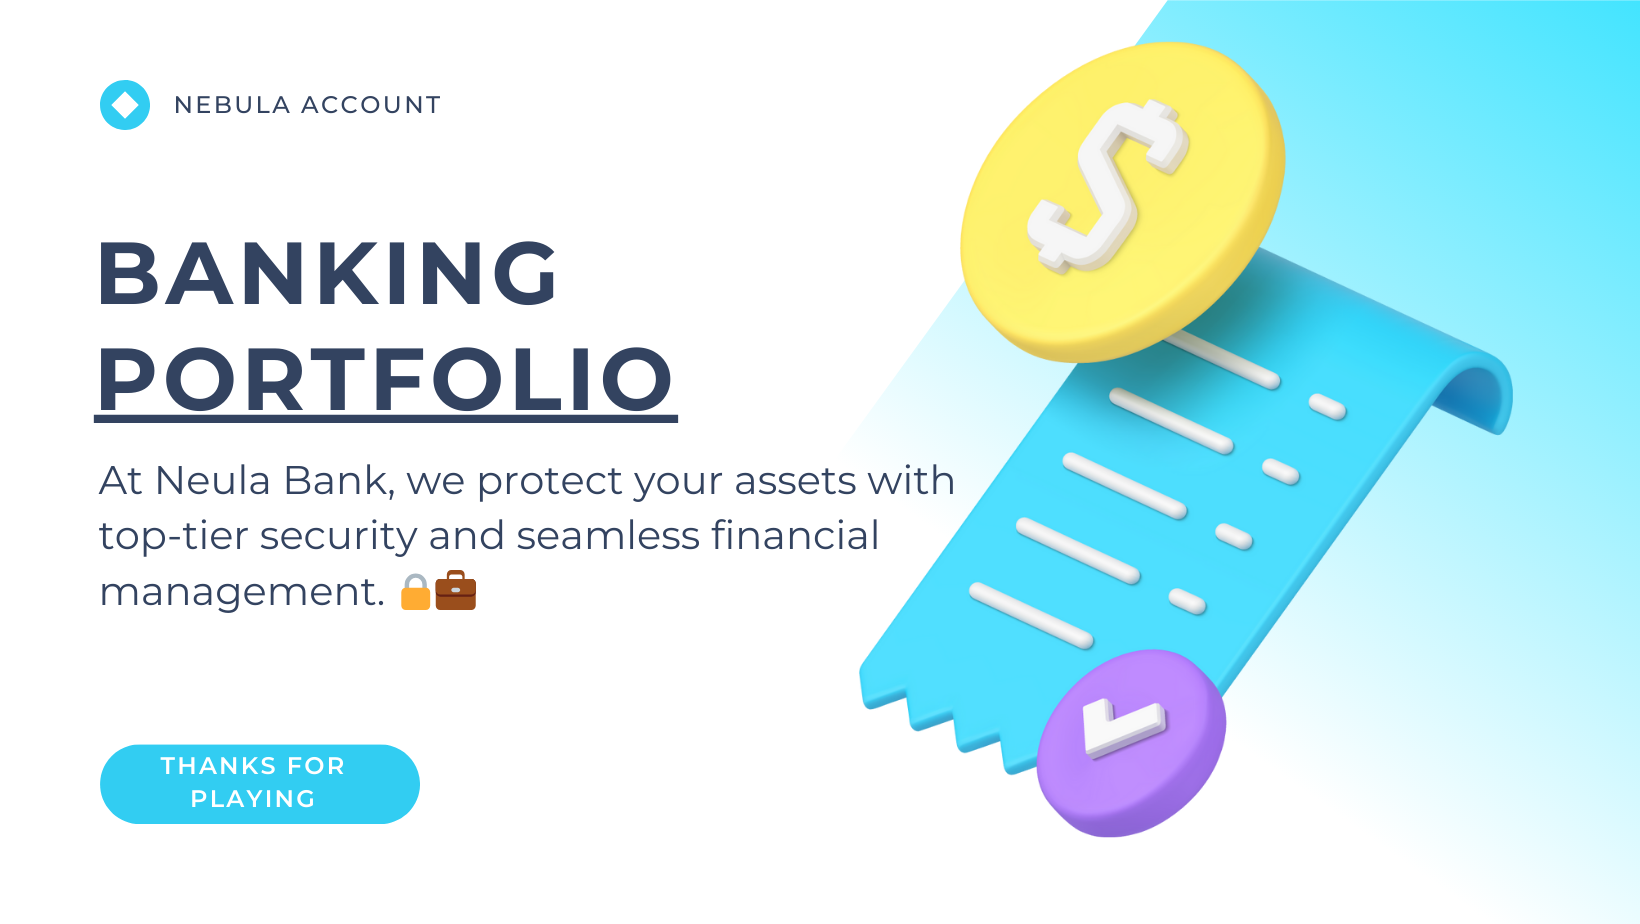 NEBULA ACCOUNT
BANKING
PORTFOLIO
At Neula Bank, we protect your assets with
top-tier security and seamless financial
management. 🔒💼
THANKS FOR
PLAYING
$